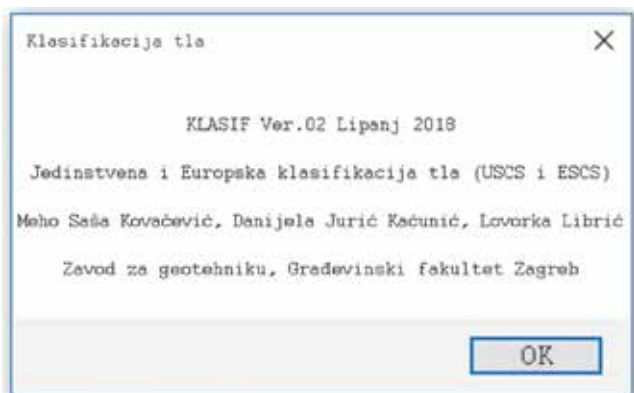 Klasifikacija tla
KLASIF Ver.02 Lipanj 2018
Jedinstvena i Europska klasifikacija tla (USCS i ESCS)
Meho Saša Kovačević, Danijela Jurić Kaćunić, Lovorka Librić
Zavod za geotehniku, Građevinski fakultet Zagreb
OK